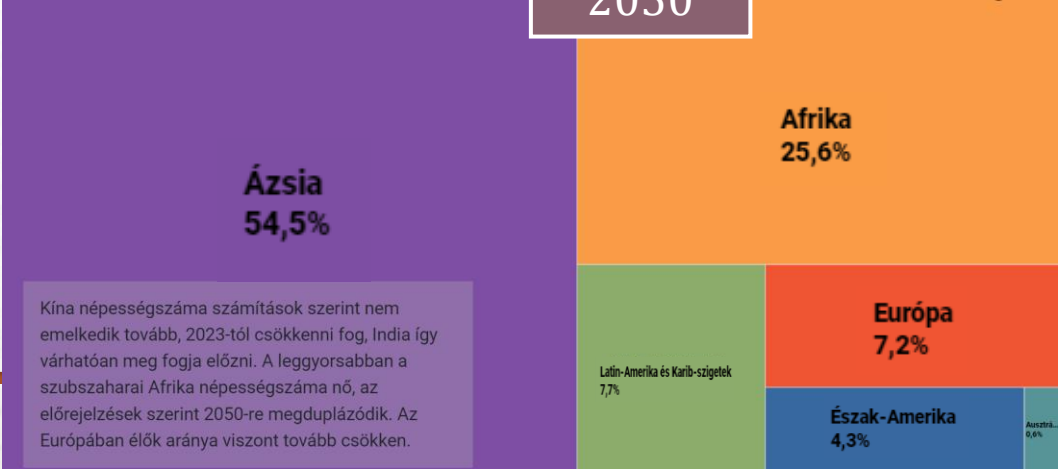 2050
Afrika
25,6%
Ázsia
54,5%
Kína népességszáma számítások szerint nem
emelkedik tovább, 2023-tól csökkenni fog, India így
várhatóan meg fogja előzni. A leggyorsabban a
szubszaharai Afrika népességszáma nő, az
előrejelzések szerint 2050-re megduplázódik. Az
Európában élők aránya viszont tovább csökken.
Európa
7,2%
Latin-Amerika és Karib-szigetek
7,7%
Észak-Amerika
4,3%
Ausztrá...
0,6%